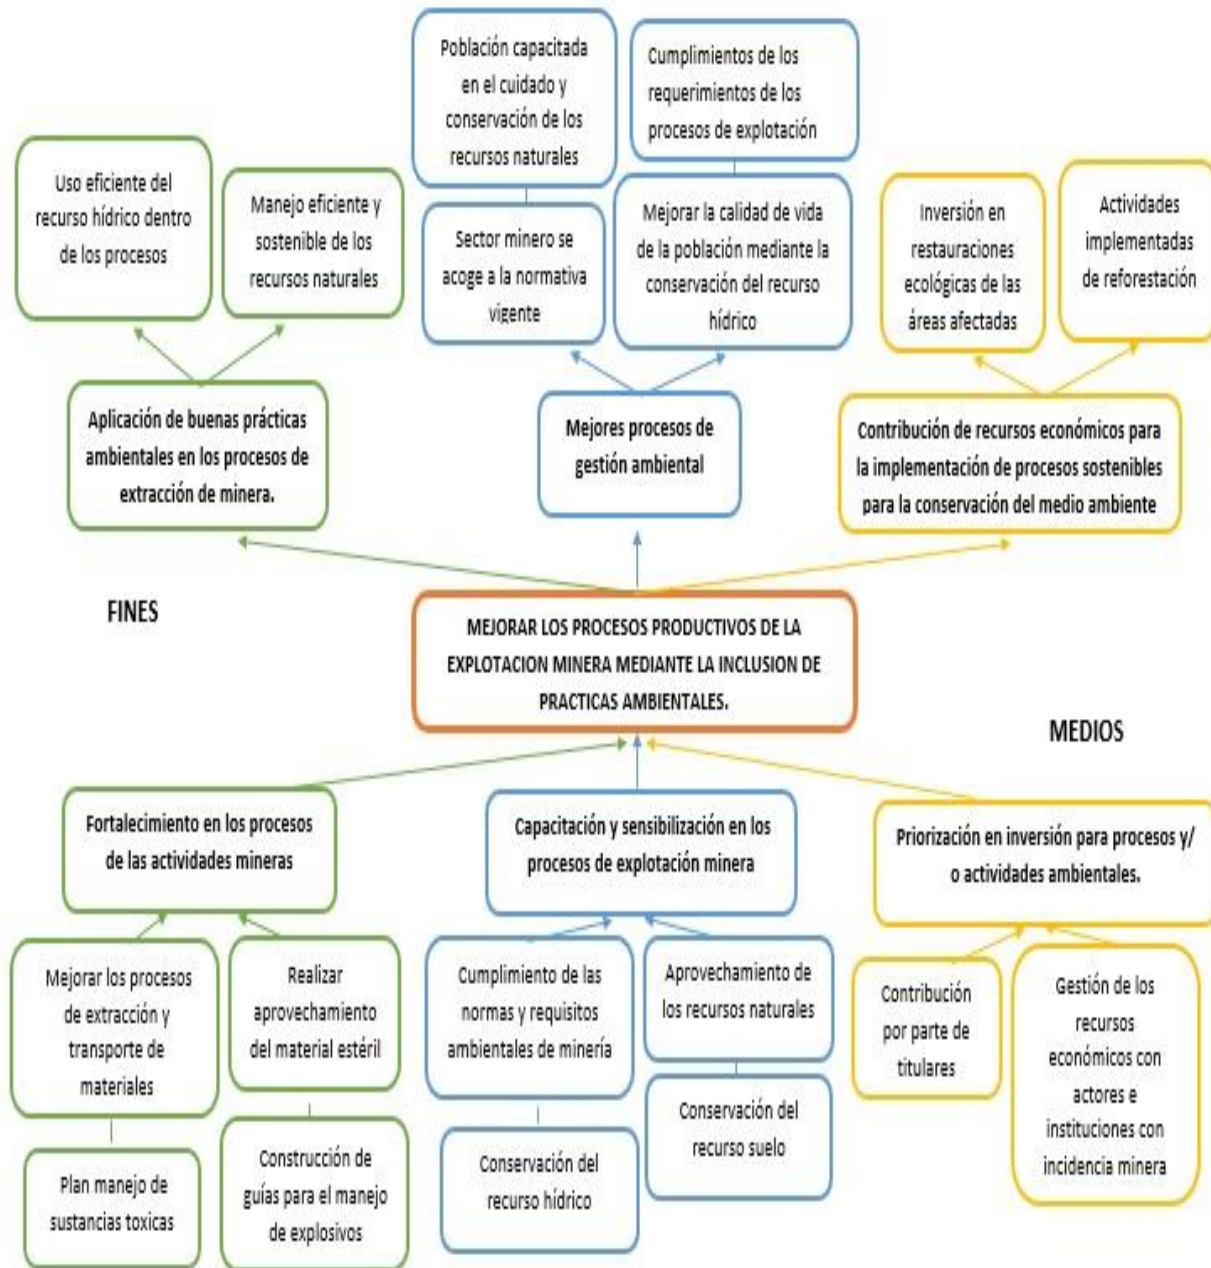 Población capacitada
en el cuidado y
conservación de los
recursos naturales
Cumplimientos de los
requerimientos de los
procesos de explotación
Uso eficiente del
recurso hídrico dentro
de los procesos
Manejo eficiente y
sostenible de los
recursos naturales
Sector minero se
acoge a la normativa
vigente
Mejorar la calidad de vida
de la población mediante la
conservación del recurso
hídrico
Inversión en
restauraciones
ecológicas de las
áreas afectadas
Actividades
implementadas
de reforestación
Aplicación de buenas prácticas
ambientales en los procesos de
extracción de minera.
Mejores procesos de
gestión ambiental
Contribución de recursos económicos para
la implementación de procesos sostenibles
para la conservación del medio ambiente
FINES
MEJORAR LOS PROCESOS PRODUCTIVOS DE LA
EXPLOTACION MINERA MEDIANTE LA INCLUSION DE
PRACTICAS AMBIENTALES.
MEDIOS
Fortalecimiento en los procesos
de las actividades mineras
Capacitación y sensibilización en los
procesos de explotación minera
Priorización en inversión para procesos y/
o actividades ambientales.
Mejorar los procesos
de extracción y
transporte de
materiales
Realizar
aprovechamiento
del material estéril
Cumplimiento de las
normas y requisitos
ambientales de minería
Aprovechamiento de
los recursos naturales
Contribución
por parte de
titulares
Gestión de los
recursos
económicos con
actores e
instituciones con
incidencia minera
Plan manejo de
sustancias toxicas
Construcción de
guías para el manejo
de explosivos
Conservación del
recurso hídrico
Conservación del
recurso suelo